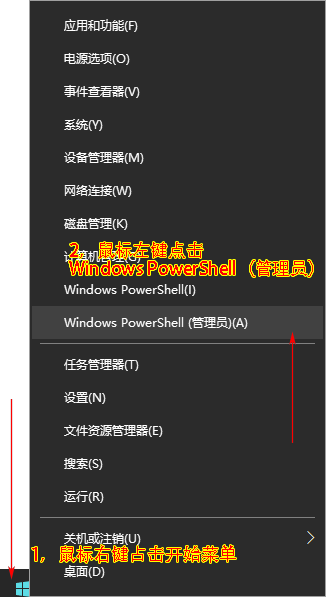 应用和功能(F)
电源选项(O)
事件查看器(V)
系统(Y)
设备管理器(M)
网络连接(W)
磁盘管理(K)
2，鼠标左键点击
计算机管理(G)
Windows PowerShell （管理员）
Windows PowerShell(I)
Windows PowerShell (管理员)(A)
任务管理器(T)
设置(N)
文件资源管理器(E)
搜索(S)
运行(R)
关机或注销(U)
1，鼠标右键点击开始菜单
桌面(D)